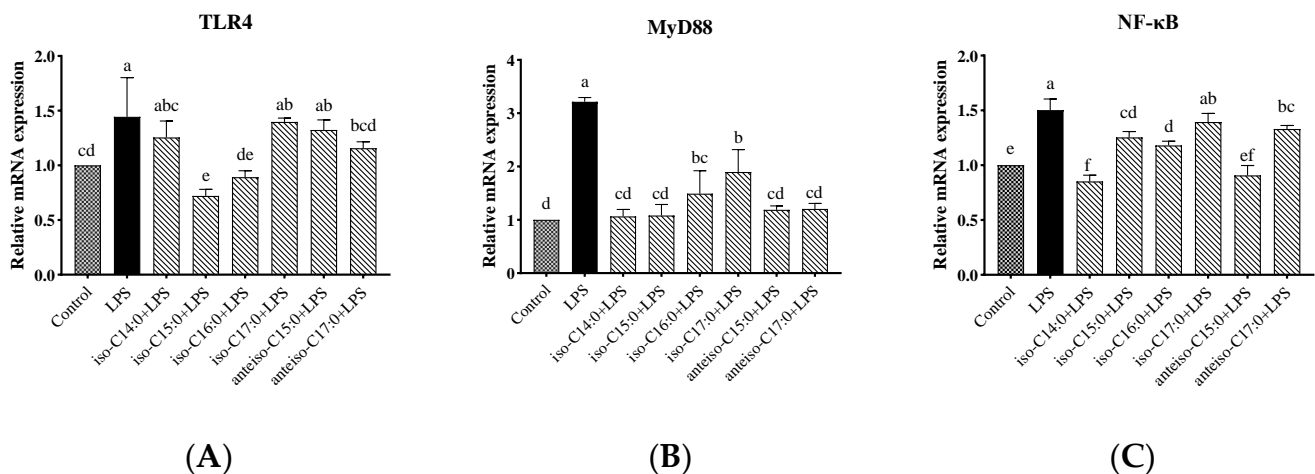 TLR4
Relative mRNA expression
2.0
1.5
1.0
0.5
0.0
cd
a
abc
e
de
ab
ab
bcd
Control
LPS
iso-C14:0+LPS
iso-C15:0+LPS
iso-C16:0+LPS
iso-C17:0+LPS
anteiso-C15:0+LPS
anteiso-C17:0+LPS
(A)
MyD88
Relative mRNA expression
4
3
2
1
0
d
a
cd
cd
bc
b
cd
cd
Control
LPS
iso-C14:0+LPS
iso-C15:0+LPS
iso-C16:0+LPS
iso-C17:0+LPS
anteiso-C15:0+LPS
anteiso-C17:0+LPS
(B)
NF-κB
Relative mRNA expression
2.0
1.5
1.0
0.5
0.0
e
a
f
cd
d
ab
ef
bc
Control
LPS
iso-C14:0+LPS
iso-C15:0+LPS
iso-C16:0+LPS
iso-C17:0+LPS
anteiso-C15:0+LPS
anteiso-C17:0+LPS
(C)